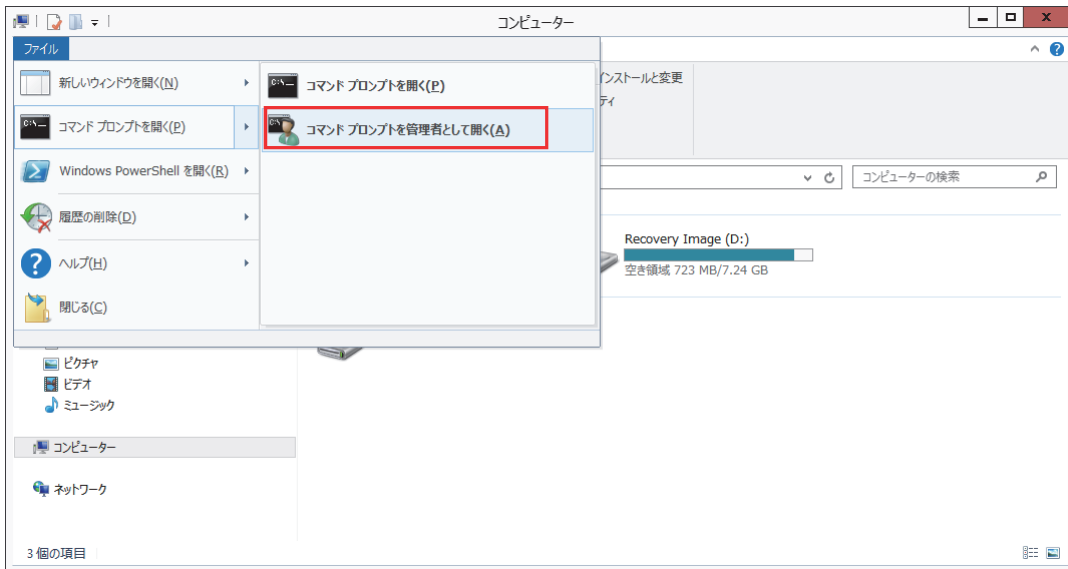 コンピューター
ファイル
新しいウィンドウを開く(N)
コマンド プロンプトを開く(P)
Windows PowerShell を開く(R)
履歴の削除(D)
ヘルプ(H)
閉じる(C)
コマンド プロンプトを開く(P)
コマンド プロンプトを管理者として開く(A)
ンストールと変更
ティ
コンピューターの検索
Recovery Image (D:)
空き領域 723 MB/7.24 GB
ピクチャ
ビデオ
ミュージック
コンピューター
ネットワーク
3 個の項目